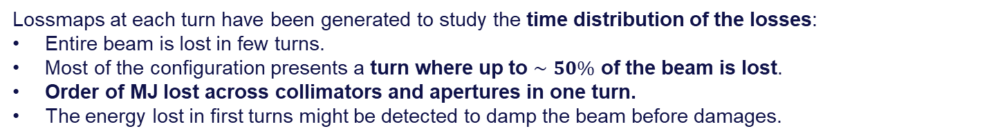 Lossmaps at each turn have been generated to study the time distribution of the losses:
• Entire beam is lost in few turns.
• Most of the configuration presents a turn where up to ~ 50% of the beam is lost.
• Order of MJ lost across collimators and apertures in one turn.
• The energy lost in first turns might be detected to damp the beam before damages.